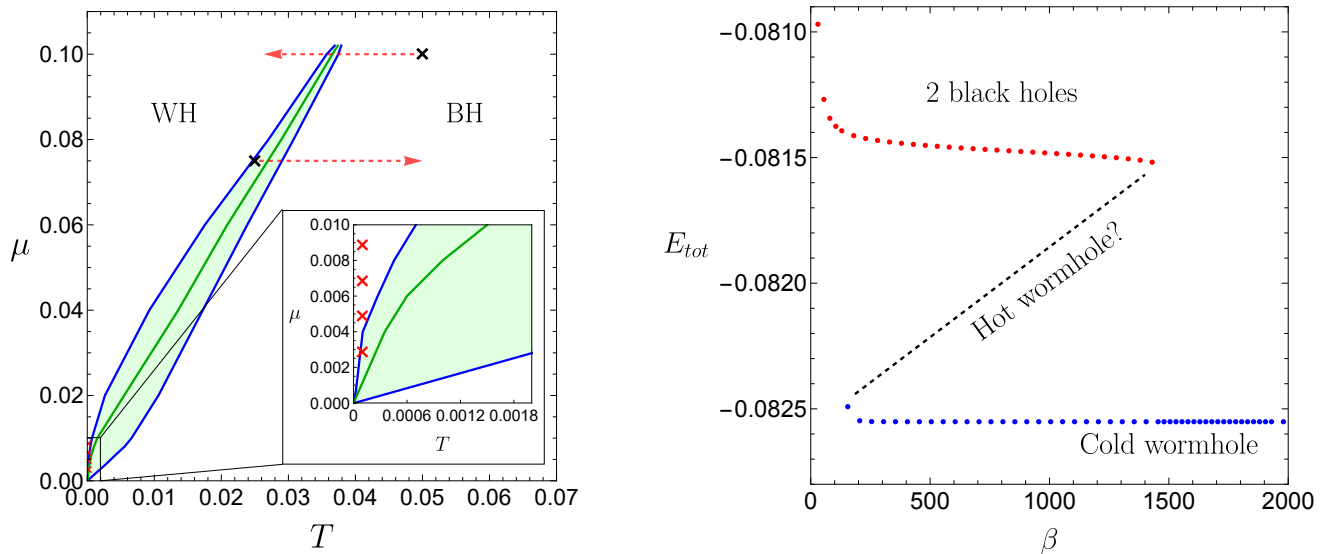 0.10
0.08
0.06
0.04
0.02
0.00
μ
WH
BH
0.010
0.008
0.006
0.004
0.002
0.000
μ
0 0.0006 0.0012 0.0018
T
0.00 0.01 0.02 0.03 0.04 0.05 0.06 0.07
T
−0.0810
−0.0815
−0.0820
−0.0825
E_tot
2 black holes
Hot wormhole?
Cold wormhole
0 500 1000 1500 2000
β